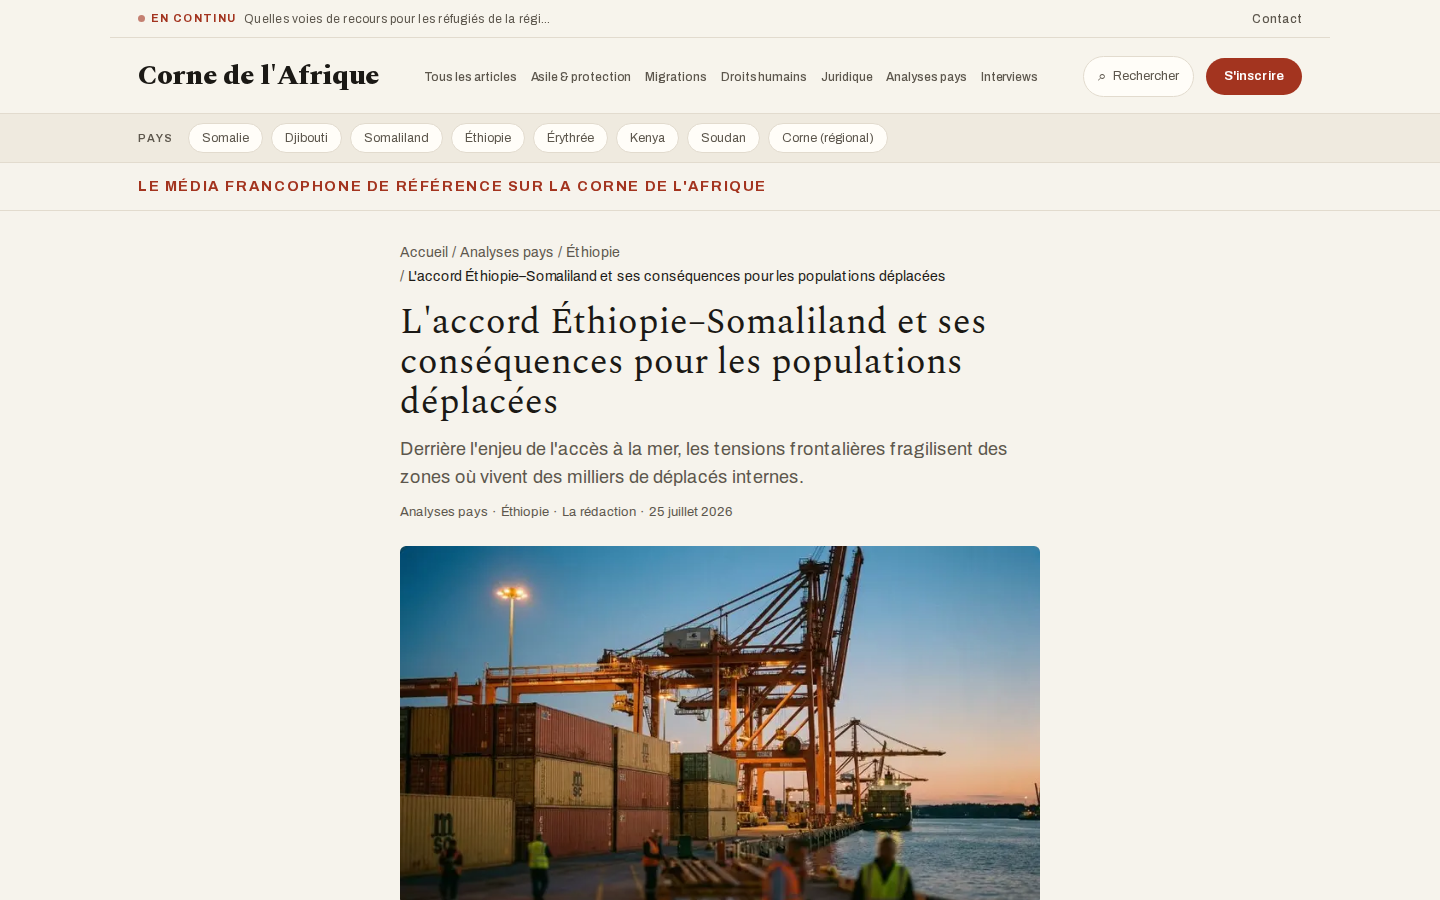 EN CONTINU Quelles voies de recours pour les réfugiés de la régi...
Contact
Corne de l'Afrique
Tous les articles Asile & protection Migrations Droits humains Juridique Analyses pays Interviews
Rechercher
S'inscrire
PAYS Somalie Djibouti Somaliland Éthiopie Érythrée Kenya Soudan Corne (régional)
LE MÉDIA FRANCOPHONE DE RÉFÉRENCE SUR LA CORNE DE L'AFRIQUE
Accueil / Analyses pays / Éthiopie
/ L'accord Éthiopie–Somaliland et ses conséquences pour les populations déplacées
L'accord Éthiopie–Somaliland et ses
conséquences pour les populations
déplacées
Derrière l'enjeu de l'accès à la mer, les tensions frontalières fragilisent des
zones où vivent des milliers de déplacés internes.
Analyses pays · Éthiopie · La rédaction · 25 juillet 2026